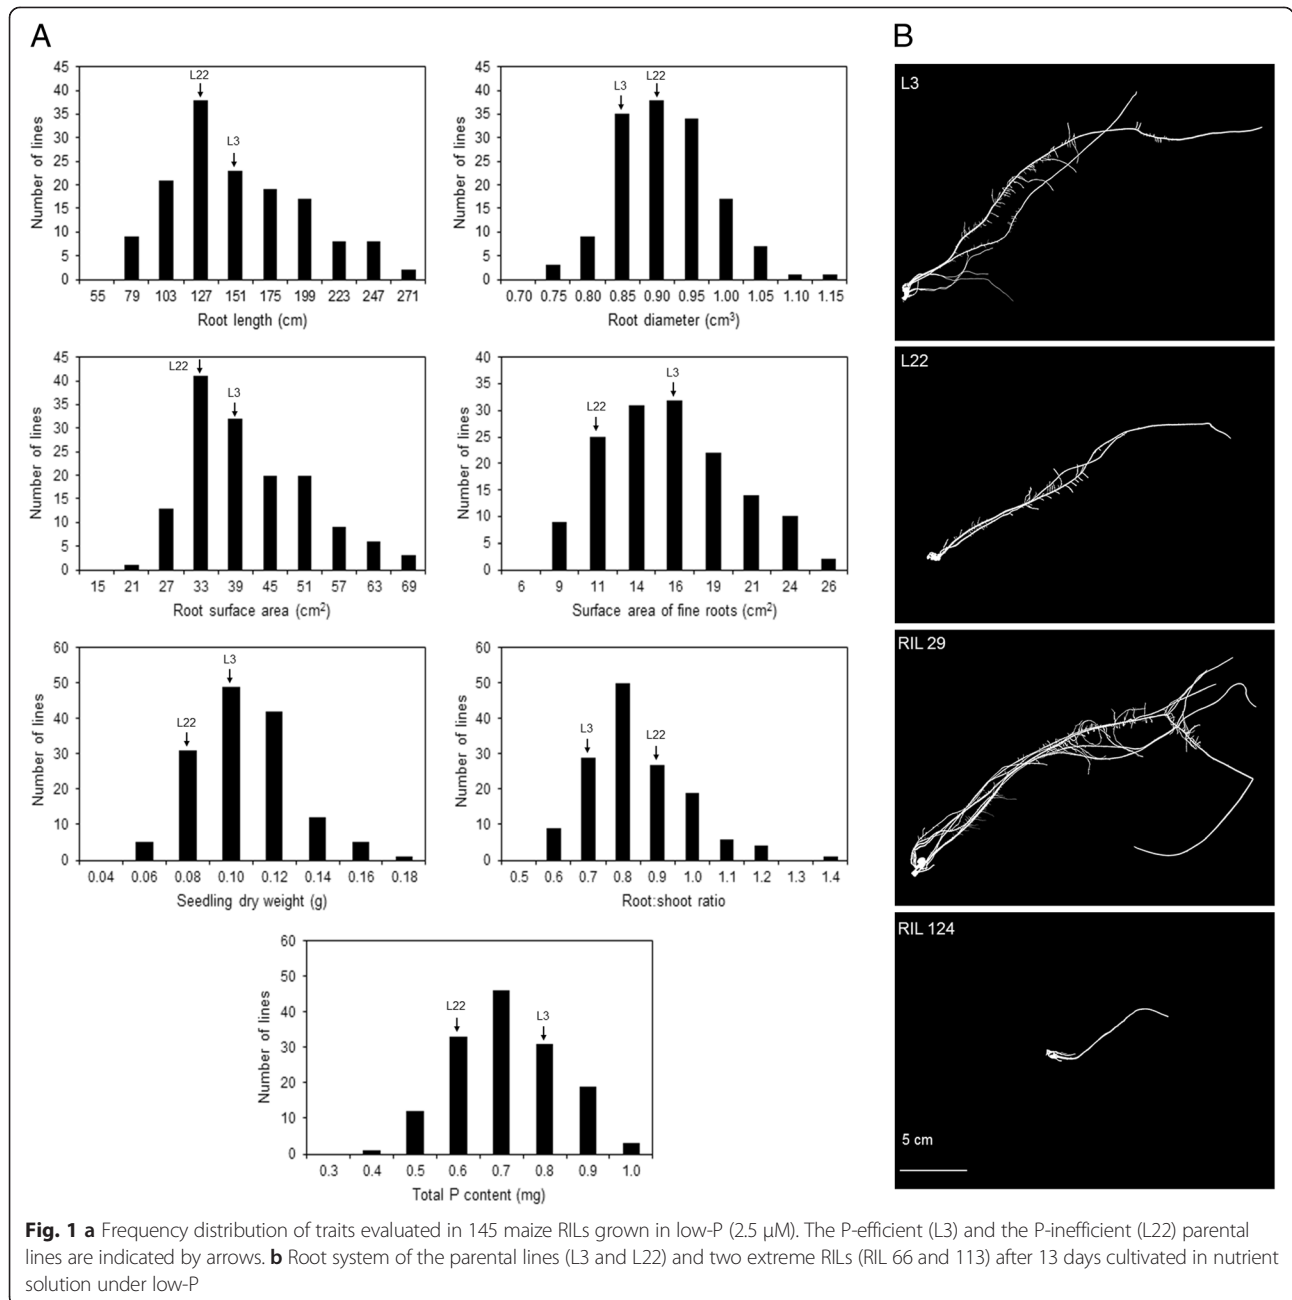 A
B
45
40
35
30
25
20
15
10
5
0
Number of lines
L22
L3
55 79 103 127 151 175 199 223 247 271
Root length (cm)
45
40
35
30
25
20
15
10
5
0
Number of lines
L3
L22
0.70 0.75 0.80 0.85 0.90 0.95 1.00 1.05 1.10 1.15
Root diameter (cm³)
45
40
35
30
25
20
15
10
5
0
Number of lines
L22
L3
15 21 27 33 39 45 51 57 63 69
Root surface area (cm²)
40
35
30
25
20
15
10
5
0
Number of lines
L22
L3
6 9 11 14 16 19 21 24 26
Surface area of fine roots (cm²)
60
50
40
30
20
10
0
Number of lines
L22
L3
0.04 0.06 0.08 0.10 0.12 0.14 0.16 0.18
Seedling dry weight (g)
60
50
40
30
20
10
0
Number of lines
L3
L22
0.5 0.6 0.7 0.8 0.9 1.0 1.1 1.2 1.3 1.4
Root:shoot ratio
60
50
40
30
20
10
0
Number of lines
L22
L3
0.3 0.4 0.5 0.6 0.7 0.8 0.9 1.0
Total P content (mg)
L3
L22
RIL 29
RIL 124
5 cm
Fig. 1 a Frequency distribution of traits evaluated in 145 maize RILs grown in low-P (2.5 μM). The P-efficient (L3) and the P-inefficient (L22) parental
lines are indicated by arrows. b Root system of the parental lines (L3 and L22) and two extreme RILs (RIL 66 and 113) after 13 days cultivated in nutrient
solution under low-P